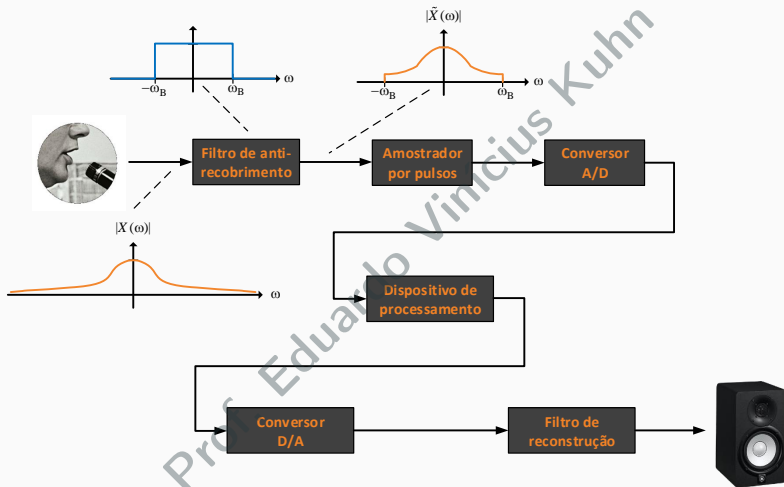 |X̃(ω)|
ω
−ω_B
ω_B
ω
−ω_B
ω_B
Filtro de anti-
recobrimento
Amostrador
por pulsos
Conversor
A/D
|X(ω)|
ω
Dispositivo de
processamento
Conversor
D/A
Filtro de
reconstrução
Prof. Eduardo Vinicius Kuhn